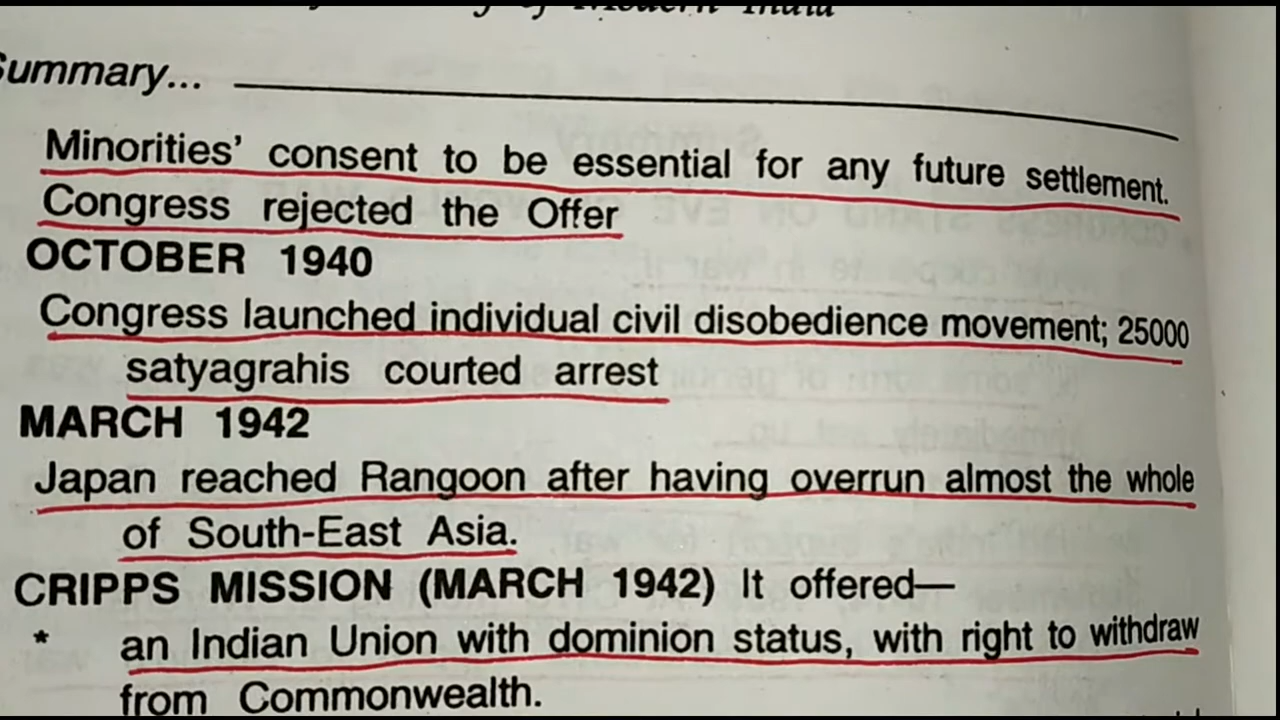 of Modern India
Summary...
Minorities' consent to be essential for any future settlement.
Congress rejected the Offer
OCTOBER 1940
Congress launched individual civil disobedience movement; 25000
satyagrahis courted arrest
MARCH 1942
Japan reached Rangoon after having overrun almost the whole
of South-East Asia.
CRIPPS MISSION (MARCH 1942) It offered—
* an Indian Union with dominion status, with right to withdraw
from Commonwealth.